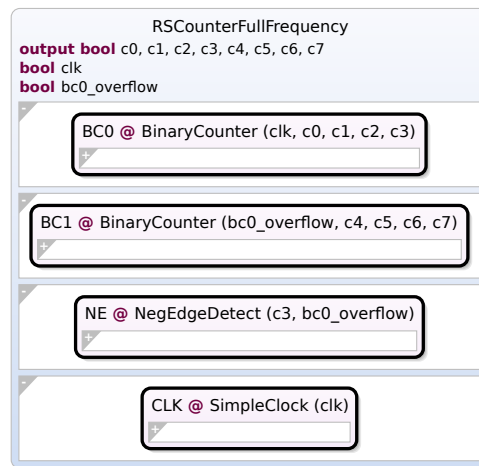 RSCounterFullFrequency
output bool c0, c1, c2, c3, c4, c5, c6, c7
bool clk
bool bc0_overflow
-
BC0 @ BinaryCounter (clk, c0, c1, c2, c3)
+
-
BC1 @ BinaryCounter (bc0_overflow, c4, c5, c6, c7)
+
-
NE @ NegEdgeDetect (c3, bc0_overflow)
+
-
CLK @ SimpleClock (clk)
+